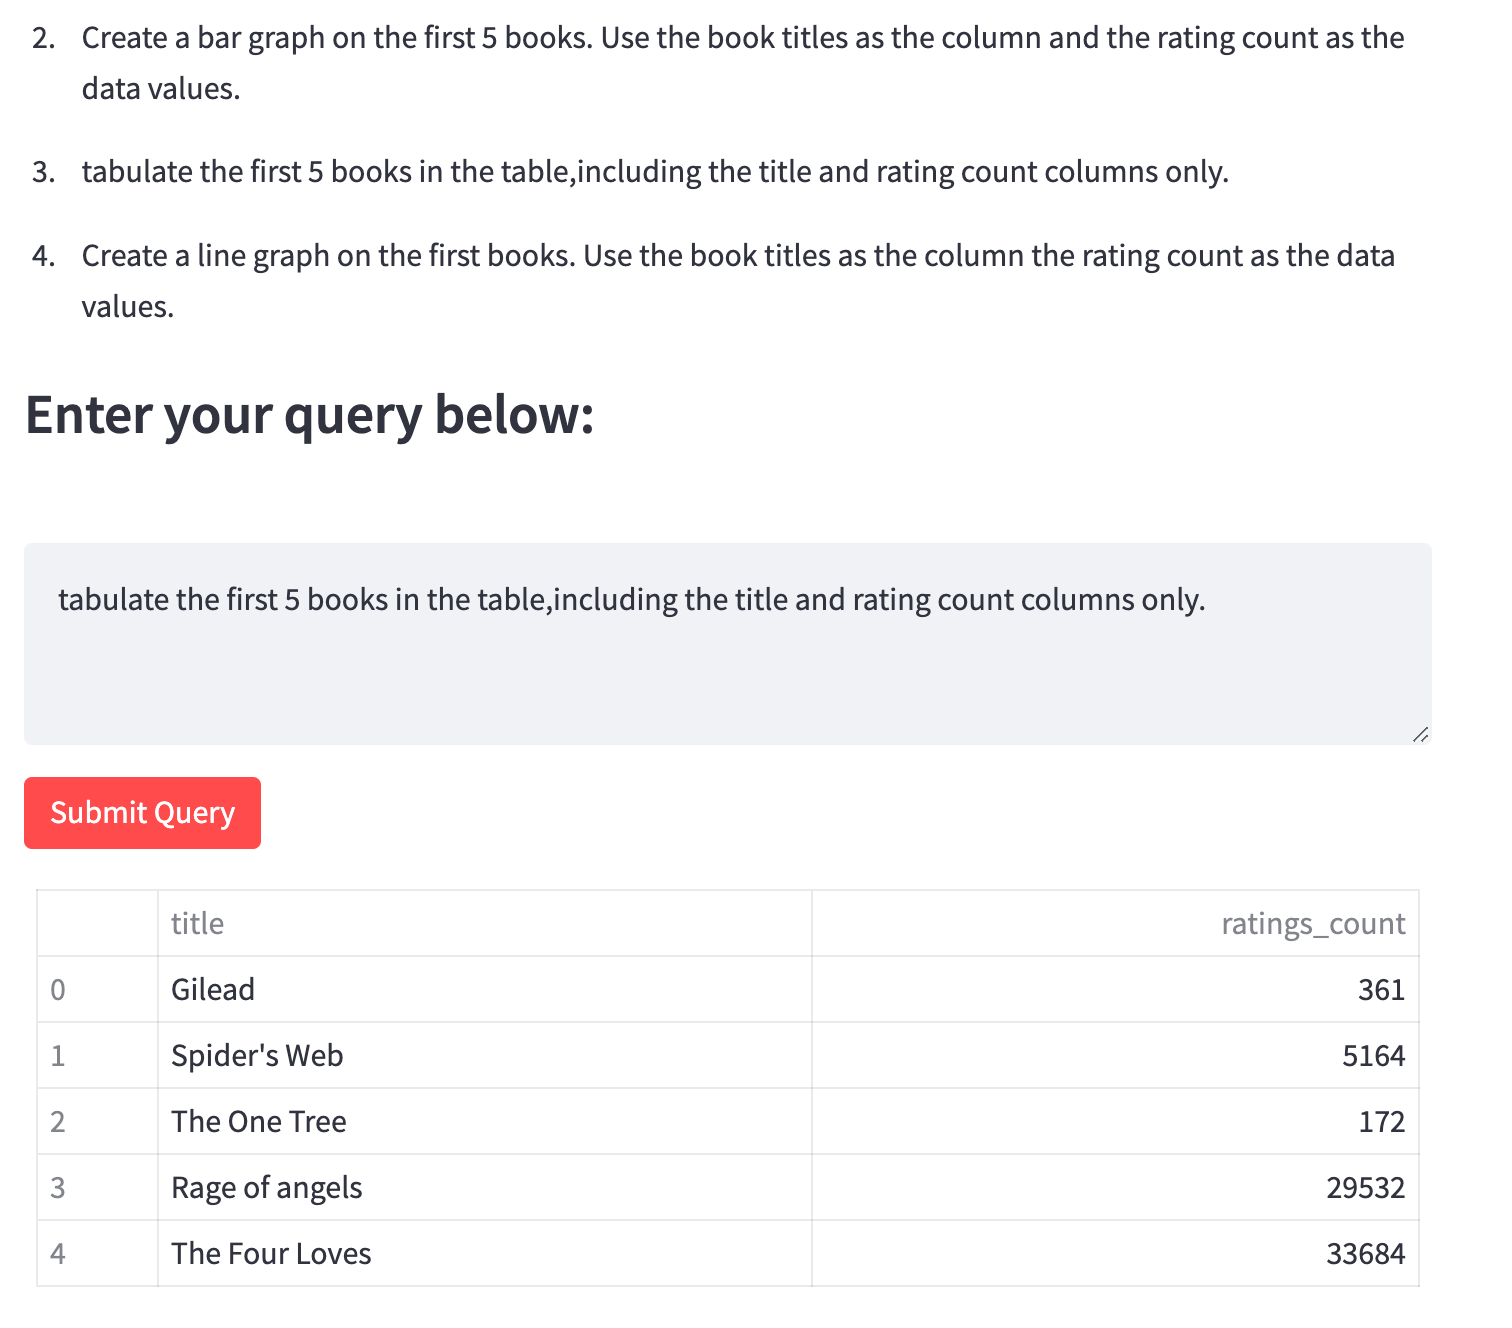 2. Create a bar graph on the first 5 books. Use the book titles as the column and the rating count as the
data values.
3. tabulate the first 5 books in the table,including the title and rating count columns only.
4. Create a line graph on the first books. Use the book titles as the column the rating count as the data
values.
Enter your query below:
tabulate the first 5 books in the table,including the title and rating count columns only.
Submit Query
title ratings_count
0 Gilead 361
1 Spider's Web 5164
2 The One Tree 172
3 Rage of angels 29532
4 The Four Loves 33684